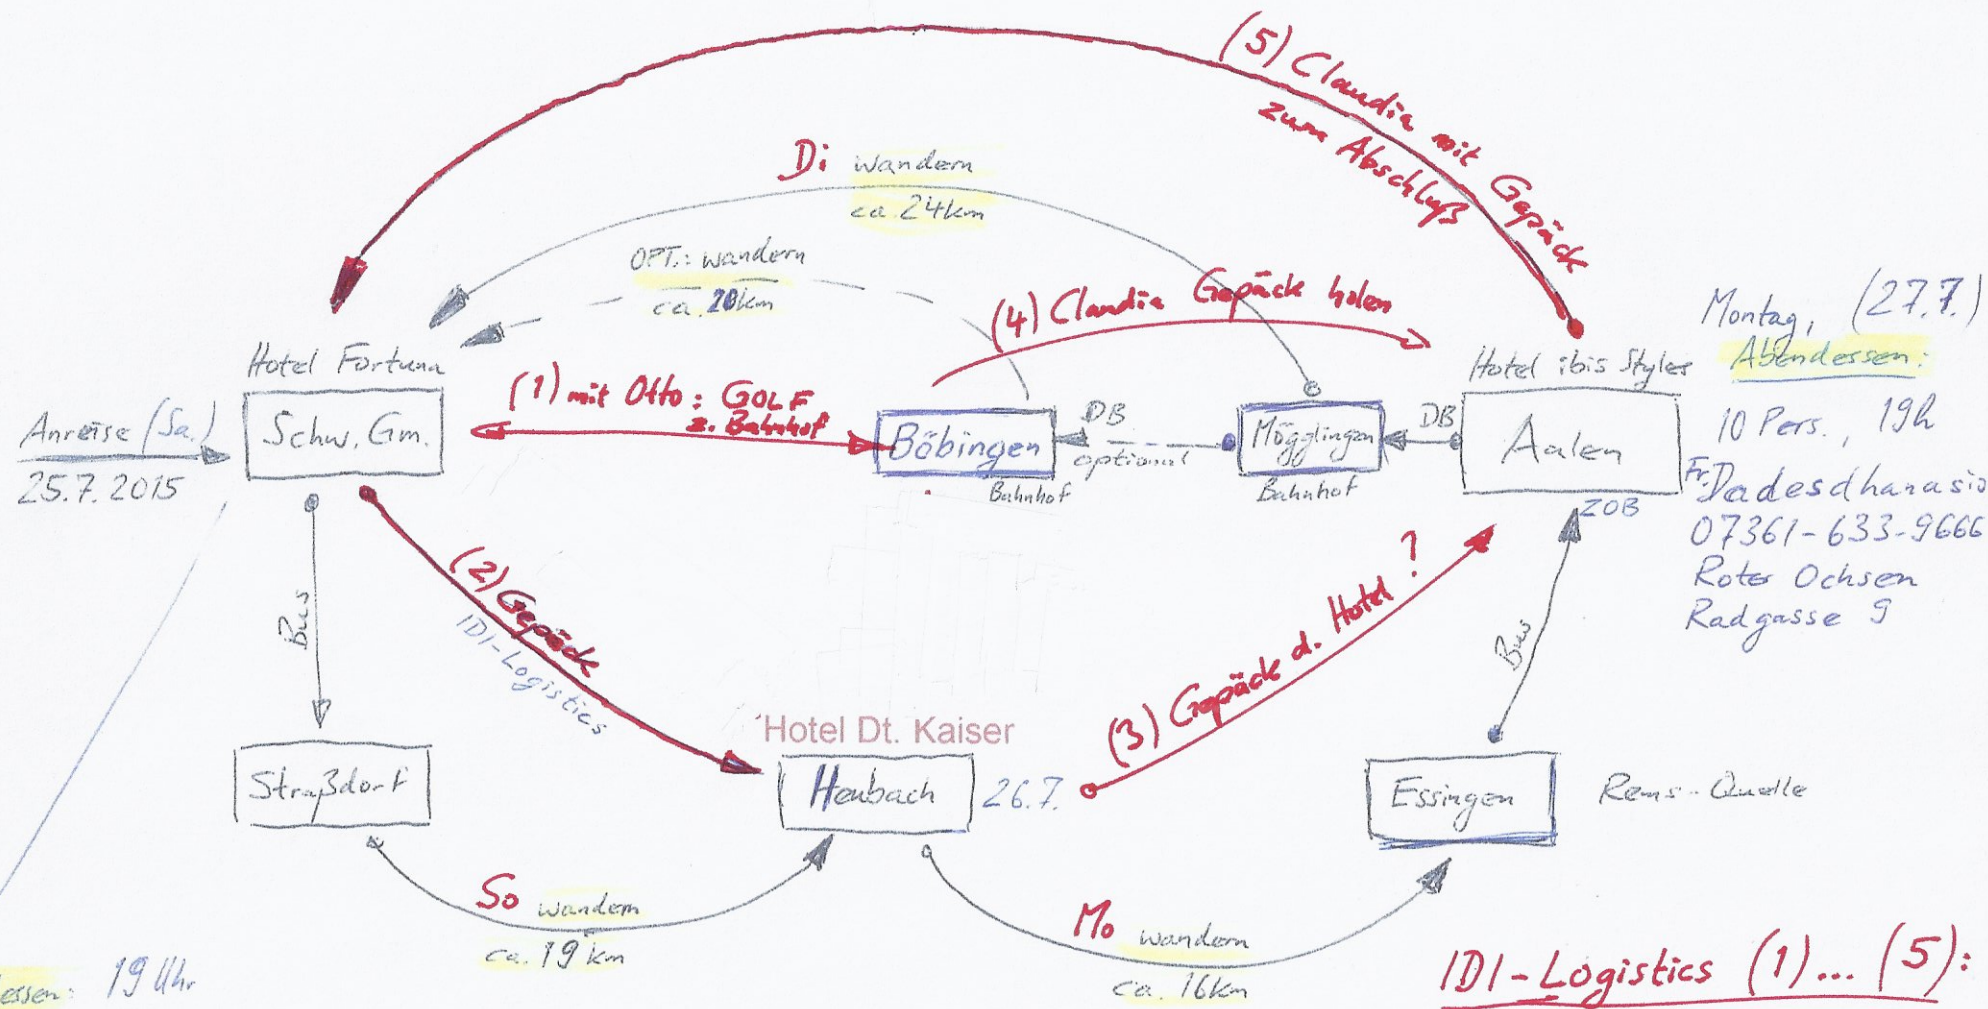 (5) Claudia mit Gepäck
zum Abschluß
Di wandern
ca. 24km
OPT.: wandern
ca. 20km
(4) Claudia Gepäck holen
Montag, (27.7.)
Abendessen:
10 Pers., 19h
Fr.
07361-633-9666
Roter Ochsen
Radgasse 9
Hotel Fortuna
Schw. Gm.
Anreise (Sa.)
25.7.2015
(1) mit Otto: GOLF
z. Bahnhof
Böbingen
Bahnhof
DB
optional
Mögglingen
Bahnhof
DB
Hotel ibis Styles
Aalen
ZOB
Bus
(2) Gepäck
IDI-Logistics
(3) Gepäck d. Hotel ?
Bus
Hotel Dt. Kaiser
Straßdorf
Heubach
26.7.
Essingen
Rems-Quelle
So wandern
ca. 19 km
Mo wandern
ca. 16km
essen: 19 Uhr
IDI-Logistics (1)... (5):